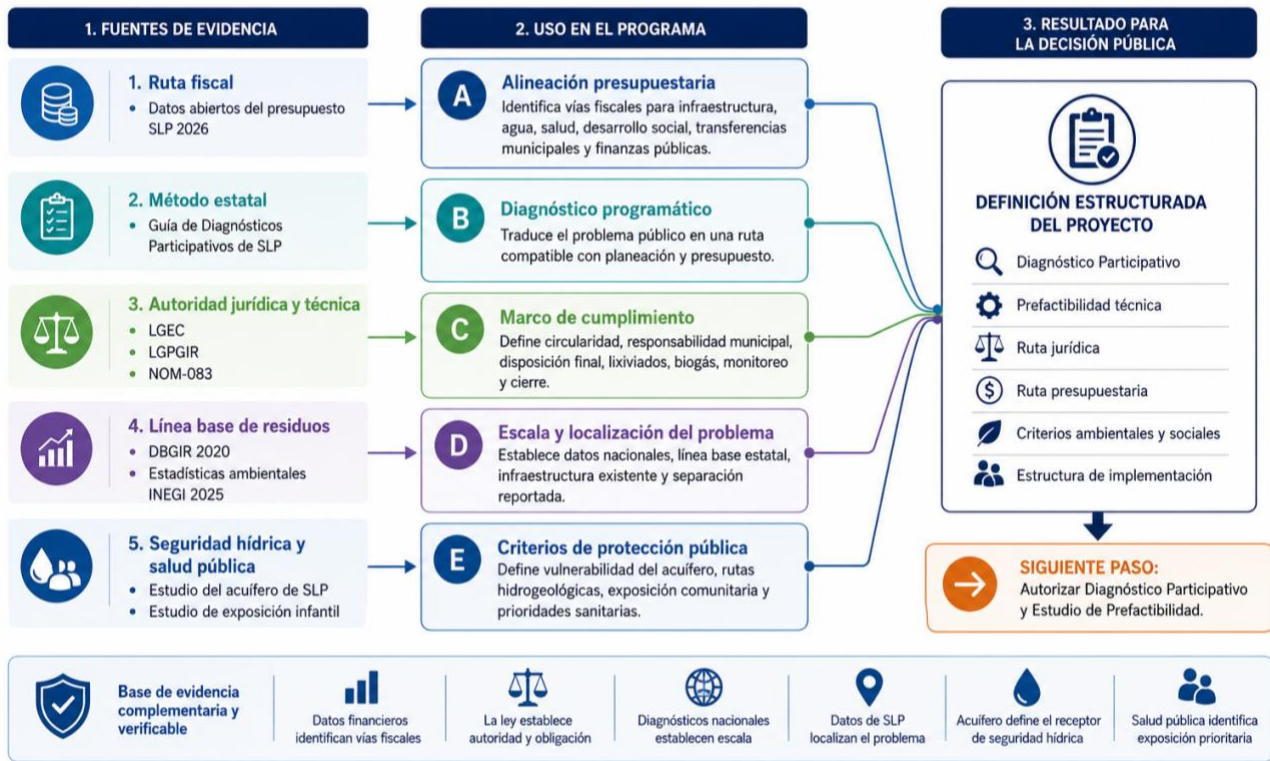 1. FUENTES DE EVIDENCIA
1. Ruta fiscal
• Datos abiertos del presupuesto
SLP 2026
2. Método estatal
• Guía de Diagnósticos
Participativos de SLP
3. Autoridad jurídica y técnica
• LGEC
• LGPGIR
• NOM-083
4. Línea base de residuos
• DBGIR 2020
• Estadísticas ambientales
INEGI 2025
5. Seguridad hídrica y
salud pública
• Estudio del acuífero de SLP
• Estudio de exposición infantil
2. USO EN EL PROGRAMA
A
Alineación presupuestaria
Identifica vías fiscales para infraestructura,
agua, salud, desarrollo social, transferencias
municipales y finanzas públicas.
B
Diagnóstico programático
Traduce el problema público en una ruta
compatible con planeación y presupuesto.
C
Marco de cumplimiento
Define circularidad, responsabilidad municipal,
disposición final, lixiviados, biogás, monitoreo
y cierre.
D
Escala y localización del problema
Establece datos nacionales, línea base estatal,
infraestructura existente y separación
reportada.
E
Criterios de protección pública
Define vulnerabilidad del acuífero, rutas
hidrogeológicas, exposición comunitaria y
prioridades sanitarias.
3. RESULTADO PARA
LA DECISIÓN PÚBLICA
DEFINICIÓN ESTRUCTURADA
DEL PROYECTO
Diagnóstico Participativo
Prefactibilidad técnica
Ruta jurídica
$
Ruta presupuestaria
Criterios ambientales y sociales
Estructura de implementación
SIGUIENTE PASO:
Autorizar Diagnóstico Participativo
y Estudio de Prefactibilidad.
Base de evidencia
complementaria y
verificable
Datos financieros
identifican vías fiscales
La ley establece
autoridad y obligación
Diagnósticos nacionales
establecen escala
Datos de SLP
localizan el problema
Acuífero define el receptor
de seguridad hídrica
Salud pública identifica
exposición prioritaria